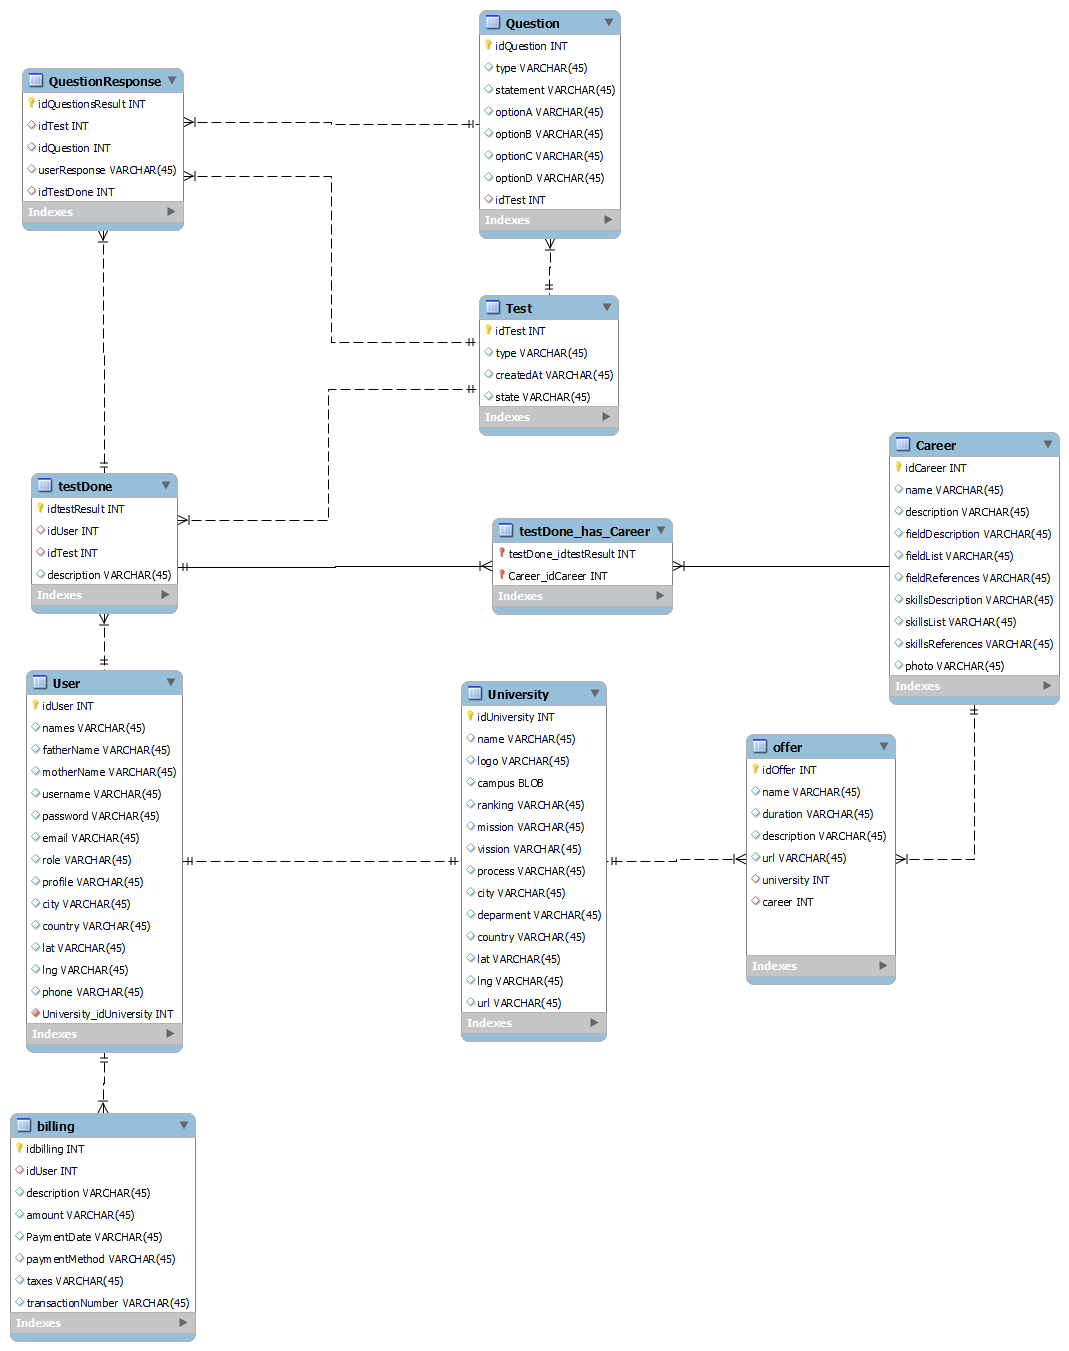 Question
idQuestion INT
type VARCHAR(45)
statement VARCHAR(45)
optionA VARCHAR(45)
optionB VARCHAR(45)
optionC VARCHAR(45)
optionD VARCHAR(45)
idTest INT
Indexes
QuestionResponse
idQuestionsResult INT
idTest INT
idQuestion INT
userResponse VARCHAR(45)
idTestDone INT
Indexes
Test
idTest INT
type VARCHAR(45)
createdAt VARCHAR(45)
state VARCHAR(45)
Indexes
Career
idCareer INT
name VARCHAR(45)
description VARCHAR(45)
fieldDescription VARCHAR(45)
fieldList VARCHAR(45)
fieldReferences VARCHAR(45)
skillsDescription VARCHAR(45)
skillsList VARCHAR(45)
skillsReferences VARCHAR(45)
photo VARCHAR(45)
Indexes
testDone
idtestResult INT
idUser INT
idTest INT
description VARCHAR(45)
Indexes
testDone_has_Career
testDone_idtestResult INT
Career_idCareer INT
Indexes
User
idUser INT
names VARCHAR(45)
fatherName VARCHAR(45)
motherName VARCHAR(45)
username VARCHAR(45)
password VARCHAR(45)
email VARCHAR(45)
role VARCHAR(45)
profile VARCHAR(45)
city VARCHAR(45)
country VARCHAR(45)
lat VARCHAR(45)
lng VARCHAR(45)
phone VARCHAR(45)
University_idUniversity INT
Indexes
University
idUniversity INT
name VARCHAR(45)
logo VARCHAR(45)
campus BLOB
ranking VARCHAR(45)
mission VARCHAR(45)
vission VARCHAR(45)
process VARCHAR(45)
city VARCHAR(45)
deparment VARCHAR(45)
country VARCHAR(45)
lat VARCHAR(45)
lng VARCHAR(45)
url VARCHAR(45)
Indexes
offer
idOffer INT
name VARCHAR(45)
duration VARCHAR(45)
description VARCHAR(45)
url VARCHAR(45)
university INT
career INT
Indexes
billing
idbilling INT
idUser INT
description VARCHAR(45)
amount VARCHAR(45)
PaymentDate VARCHAR(45)
paymentMethod VARCHAR(45)
taxes VARCHAR(45)
transactionNumber VARCHAR(45)
Indexes